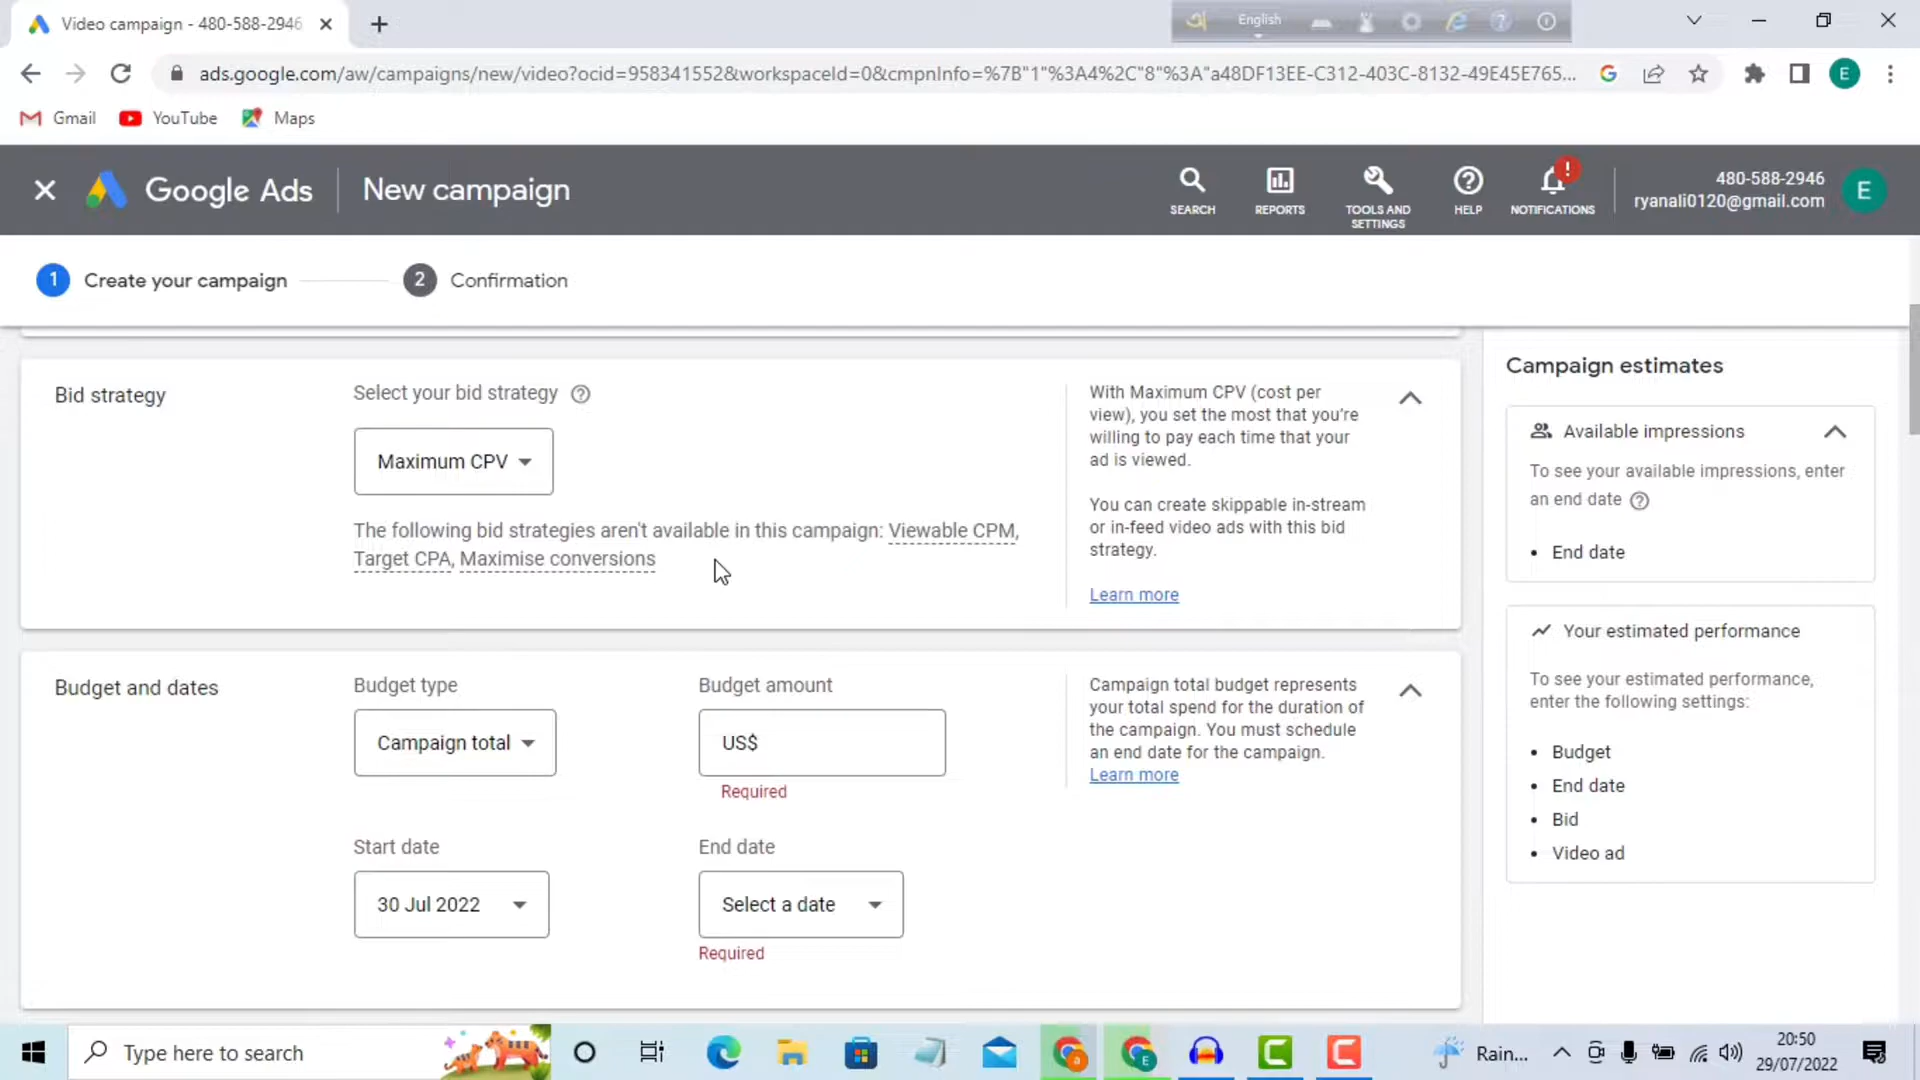 Video campaign - 480-588-2946
English
ads.google.com/aw/campaigns/new/video?ocid=958341552&workspaceId=0&cmpnInfo=%7B"1"%3A4%2C"8"%3A"a48DF13EE-C312-403C-8132-49E45E765...
E
Gmail
YouTube
Maps
Google Ads
New campaign
SEARCH
REPORTS
TOOLS AND
SETTINGS
HELP
NOTIFICATIONS
480-588-2946
ryanali0120@gmail.com
E
1 Create your campaign
2 Confirmation
Bid strategy
Select your bid strategy
Maximum CPV
The following bid strategies aren't available in this campaign: Viewable CPM,
Target CPA, Maximise conversions
With Maximum CPV (cost per
view), you set the most that you're
willing to pay each time that your
ad is viewed.
You can create skippable in-stream
or in-feed video ads with this bid
strategy.
Learn more
Budget and dates
Budget type
Campaign total
Budget amount
US$
Required
Start date
30 Jul 2022
End date
Select a date
Required
Campaign total budget represents
your total spend for the duration of
the campaign. You must schedule
an end date for the campaign.
Learn more
Campaign estimates
Available impressions
To see your available impressions, enter
an end date
• End date
Your estimated performance
To see your estimated performance,
enter the following settings:
• Budget
• End date
• Bid
• Video ad
Type here to search
Rain...
20:50
29/07/2022